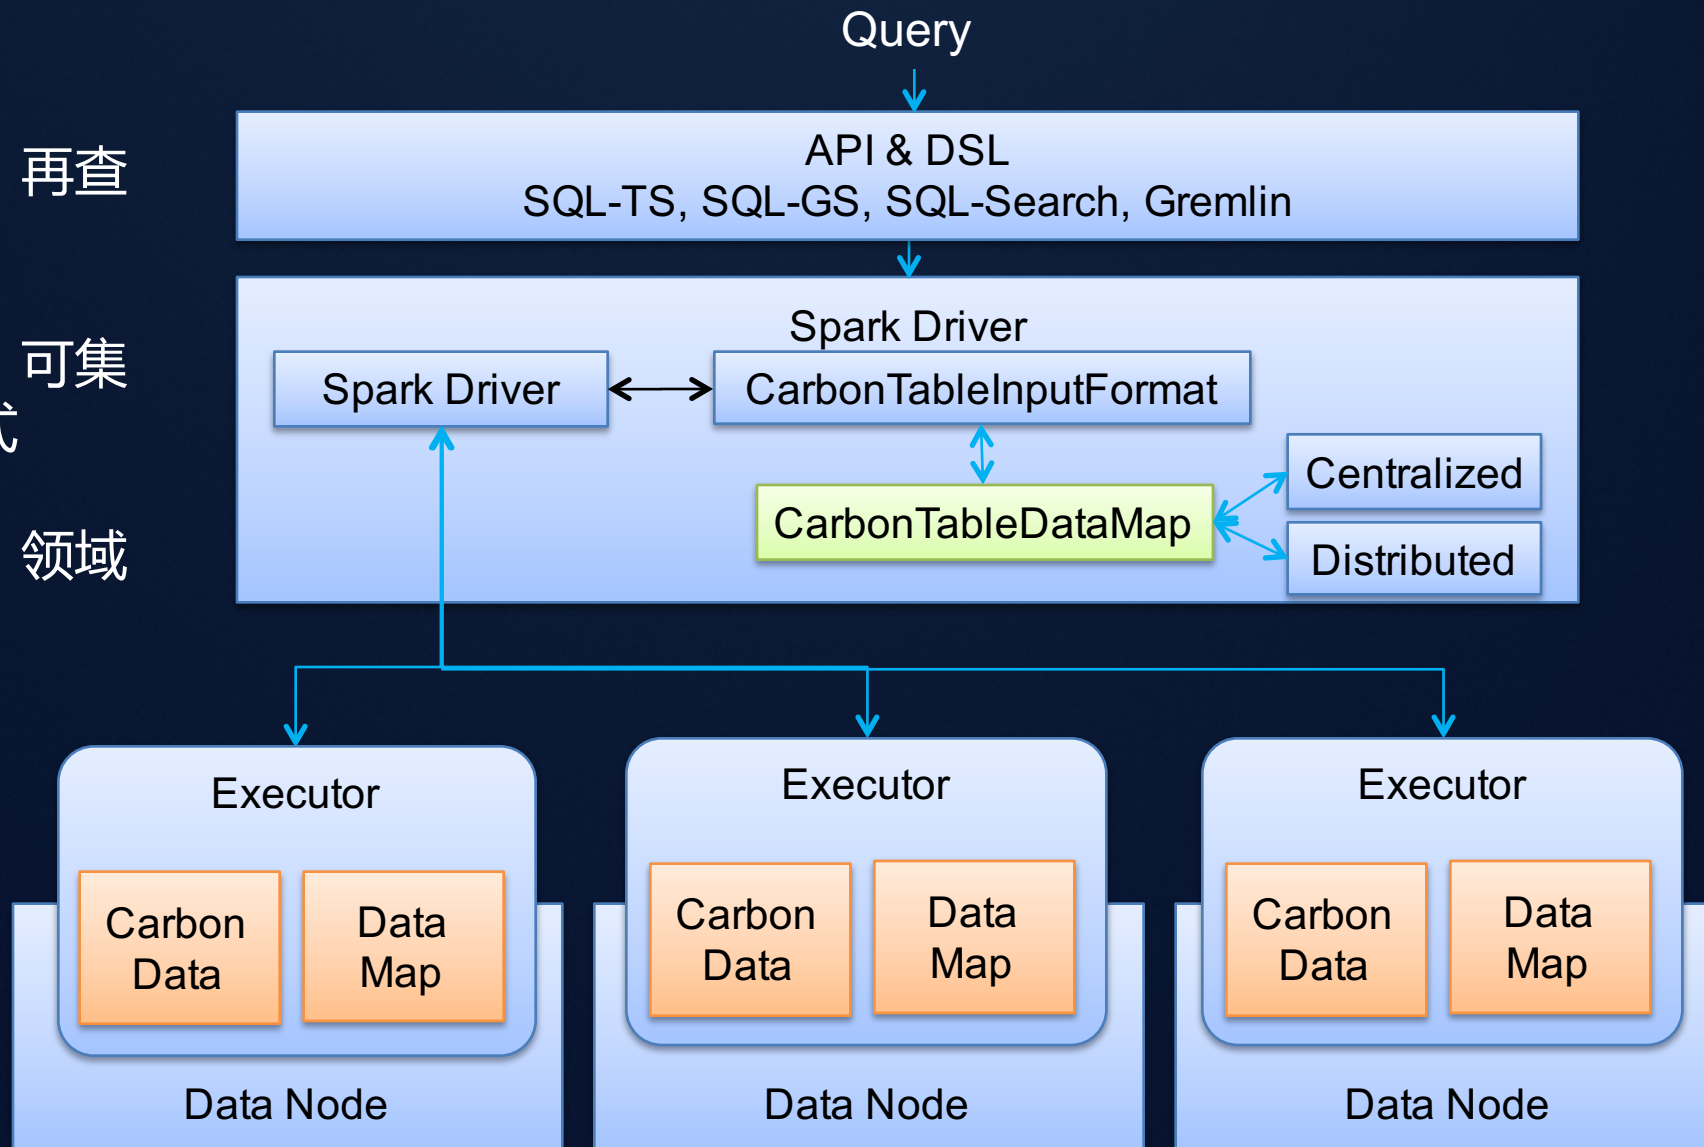 Query
API & DSL
SQL-TS, SQL-GS, SQL-Search, Gremlin
再查
可集
式
领域
Spark Driver
Spark Driver
CarbonTableInputFormat
CarbonTableDataMap
Centralized
Distributed
Executor
Carbon
Data
Data
Map
Data Node
Executor
Carbon
Data
Data
Map
Data Node
Executor
Carbon
Data
Data
Map
Data Node